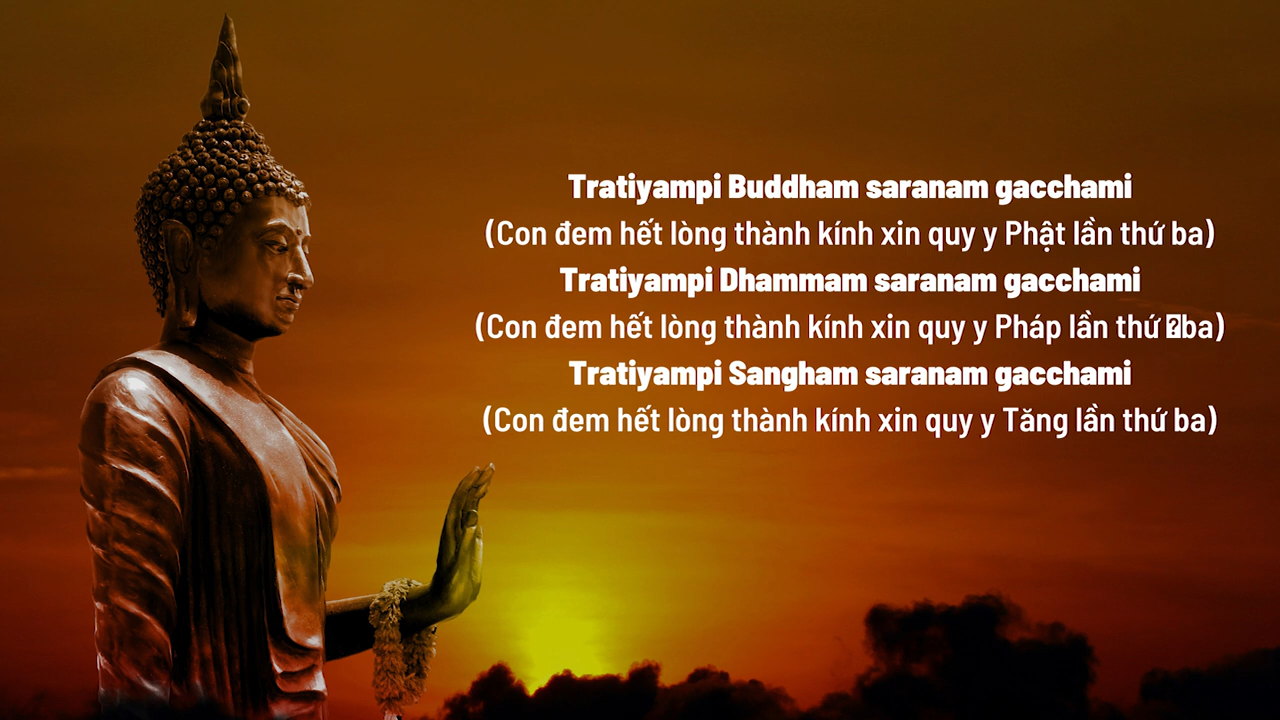 Tratiyampi Buddham saranam gacchami
(Con đem hết lòng thành kính xin quy y Phật lần thứ ba)
Tratiyampi Dhammam saranam gacchami
(Con đem hết lòng thành kính xin quy y Pháp lần thứ �ba)
Tratiyampi Sangham saranam gacchami
(Con đem hết lòng thành kính xin quy y Tăng lần thứ ba)